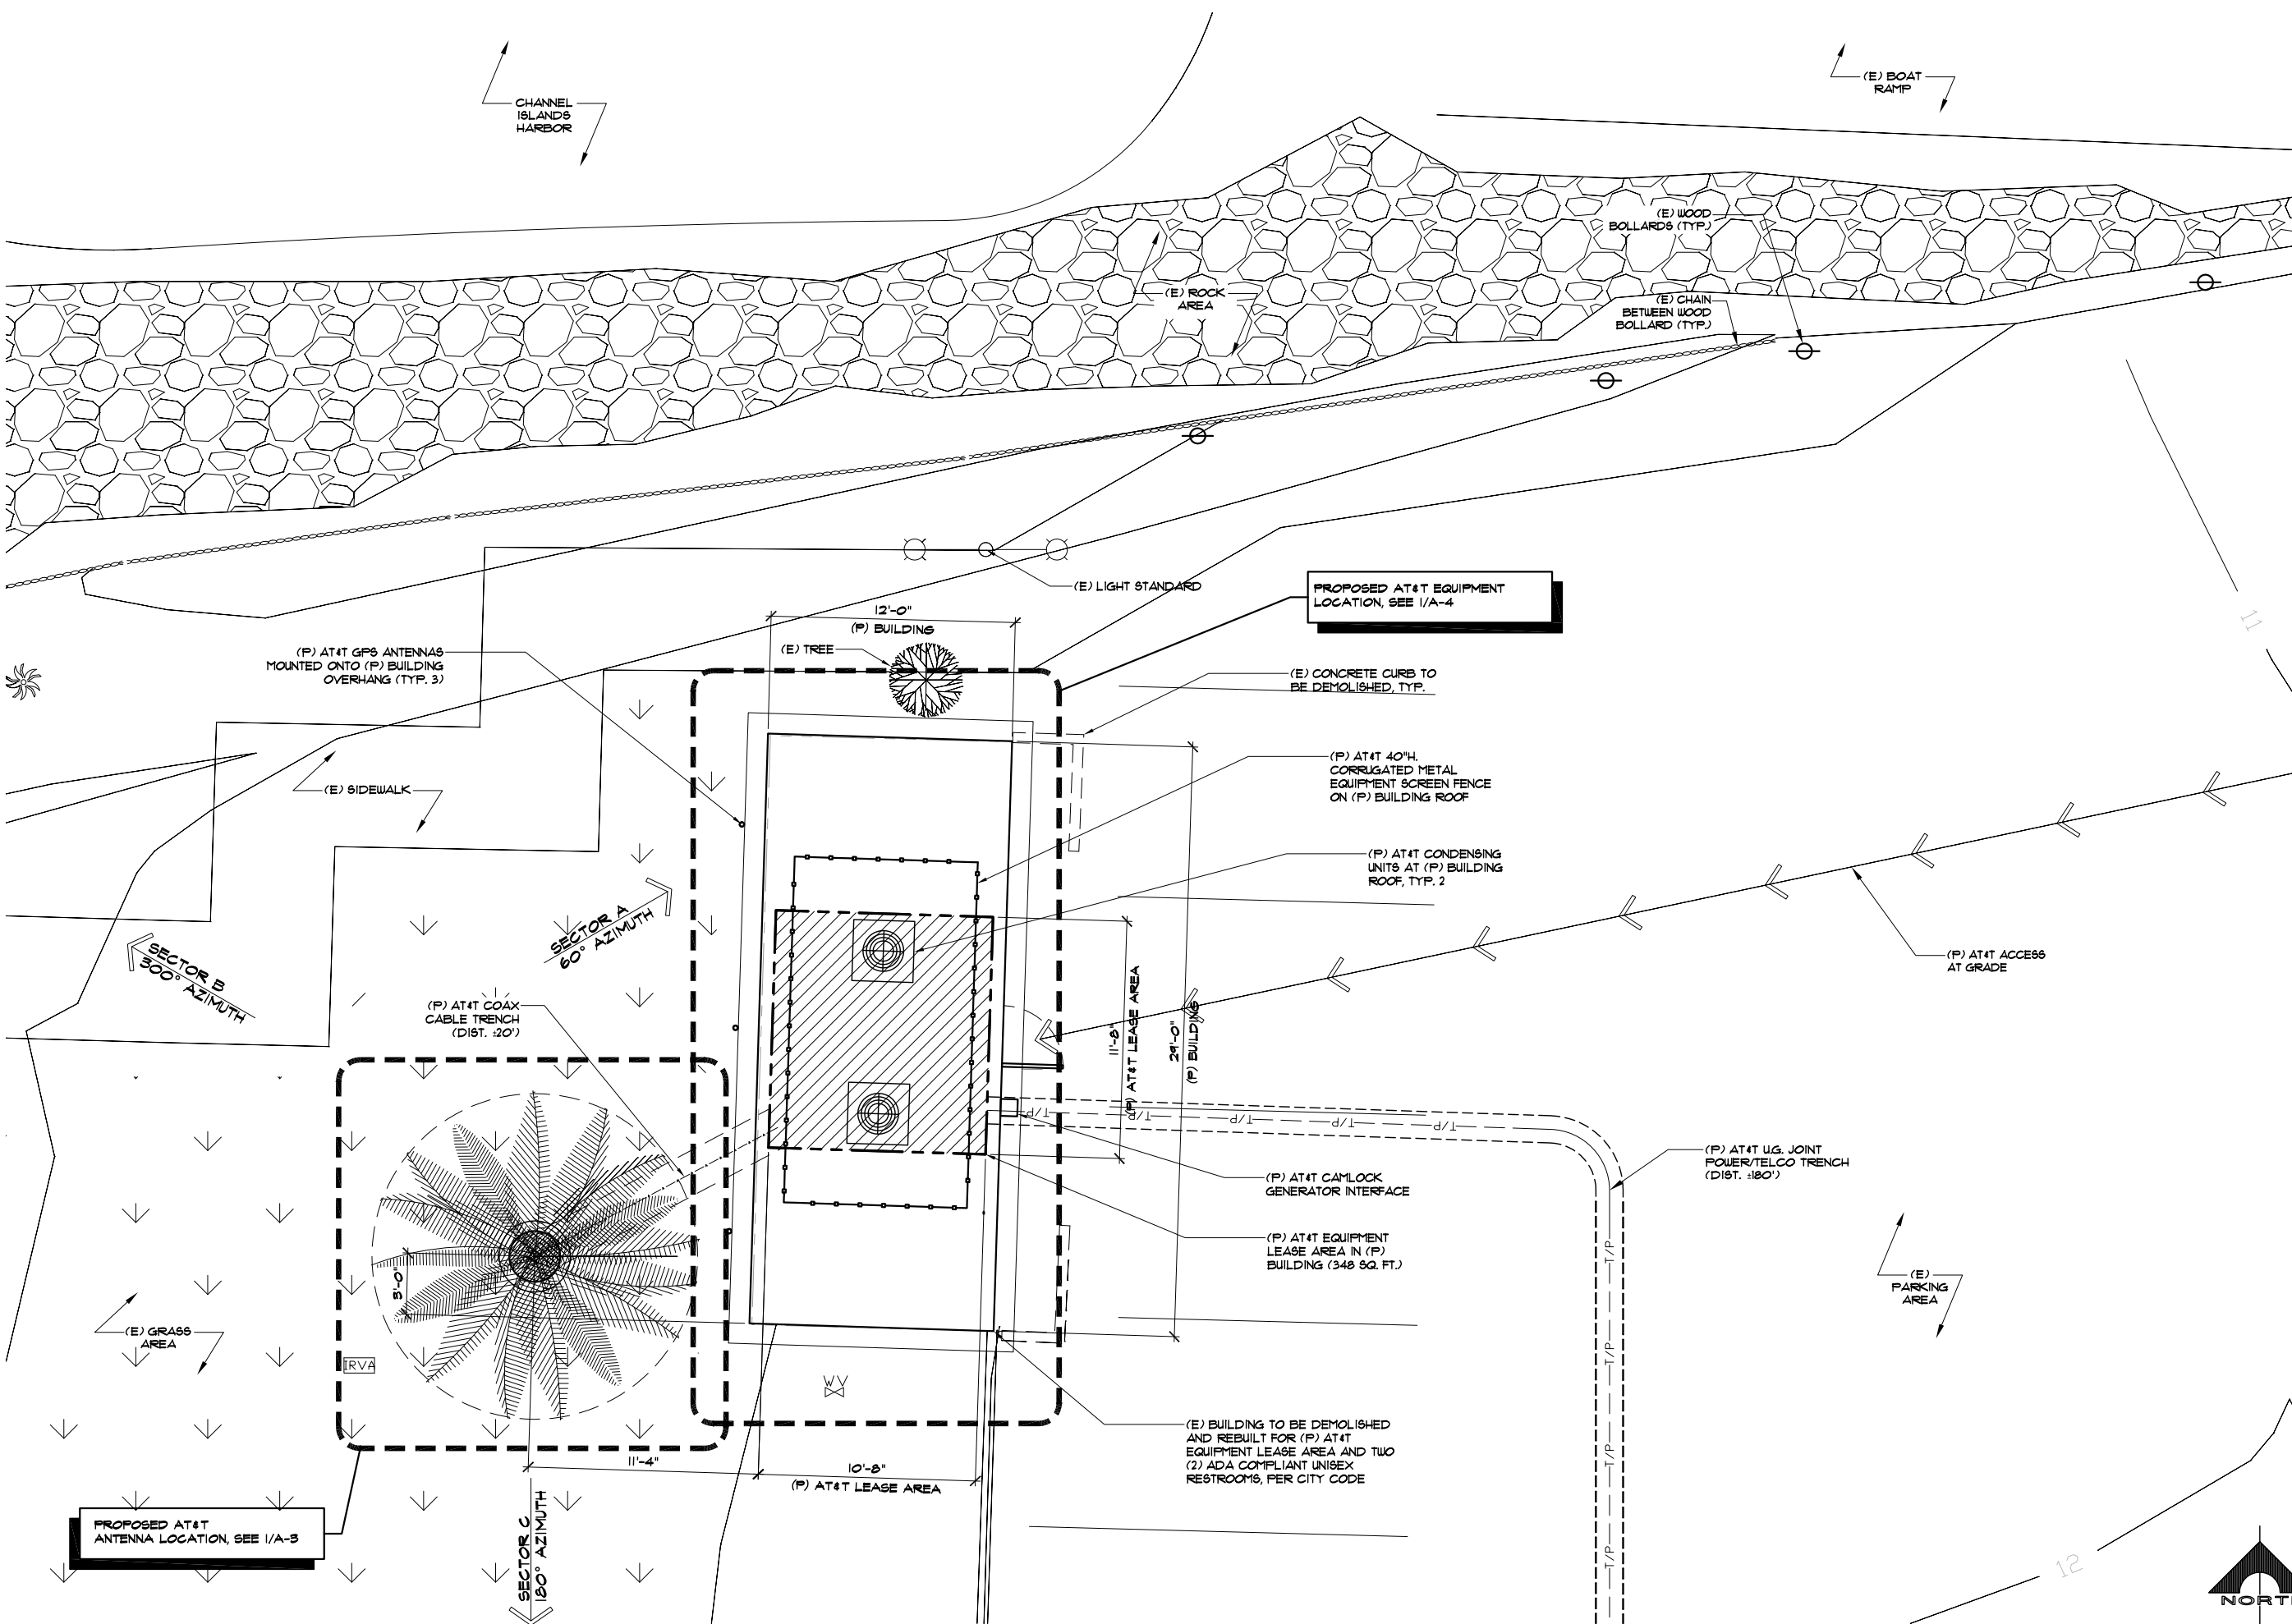 CHANNEL
ISLANDS
HARBOR
(E) BOAT
RAMP
(E) WOOD
BOLLARDS (TYP.)
(E) ROCK
AREA
(E) CHAIN
BETWEEN WOOD
BOLLARD (TYP.)
(E) LIGHT STANDARD
PROPOSED AT&T EQUIPMENT
LOCATION, SEE 1/A-4
12'-0"
(P) BUILDING
(E) TREE
(P) AT&T GPS ANTENNAS
MOUNTED ONTO (P) BUILDING
OVERHANG (TYP. 3)
11
(E) CONCRETE CURB TO
BE DEMOLISHED, TYP.
(P) AT&T 40"H.
CORRUGATED METAL
EQUIPMENT SCREEN FENCE
ON (P) BUILDING ROOF
(E) SIDEWALK
(P) AT&T CONDENSING
UNITS AT (P) BUILDING
ROOF, TYP. 2
SECTOR A
60° AZIMUTH
SECTOR B
300° AZIMUTH
(P) AT&T ACCESS
AT GRADE
(P) AT&T COAX
CABLE TRENCH
(DIST. ±20')
11'-8"
(P) AT&T LEASE AREA
29'-0"
(P) BUILDING
T/P
T/P
T/P
T/P
T/P
(P) AT&T U.G. JOINT
POWER/TELCO TRENCH
(DIST. ±180')
(P) AT&T CAMLOCK
GENERATOR INTERFACE
(P) AT&T EQUIPMENT
LEASE AREA IN (P)
BUILDING (348 SQ. FT.)
T/P
T/P
T/P
T/P
T/P
(E)
PARKING
AREA
3'-0"
(E) GRASS
AREA
IRVA
WV
(E) BUILDING TO BE DEMOLISHED
AND REBUILT FOR (P) AT&T
EQUIPMENT LEASE AREA AND TWO
(2) ADA COMPLIANT UNISEX
RESTROOMS, PER CITY CODE
11'-4"
10'-8"
(P) AT&T LEASE AREA
PROPOSED AT&T
ANTENNA LOCATION, SEE 1/A-3
SECTOR C
180° AZIMUTH
12
NORT